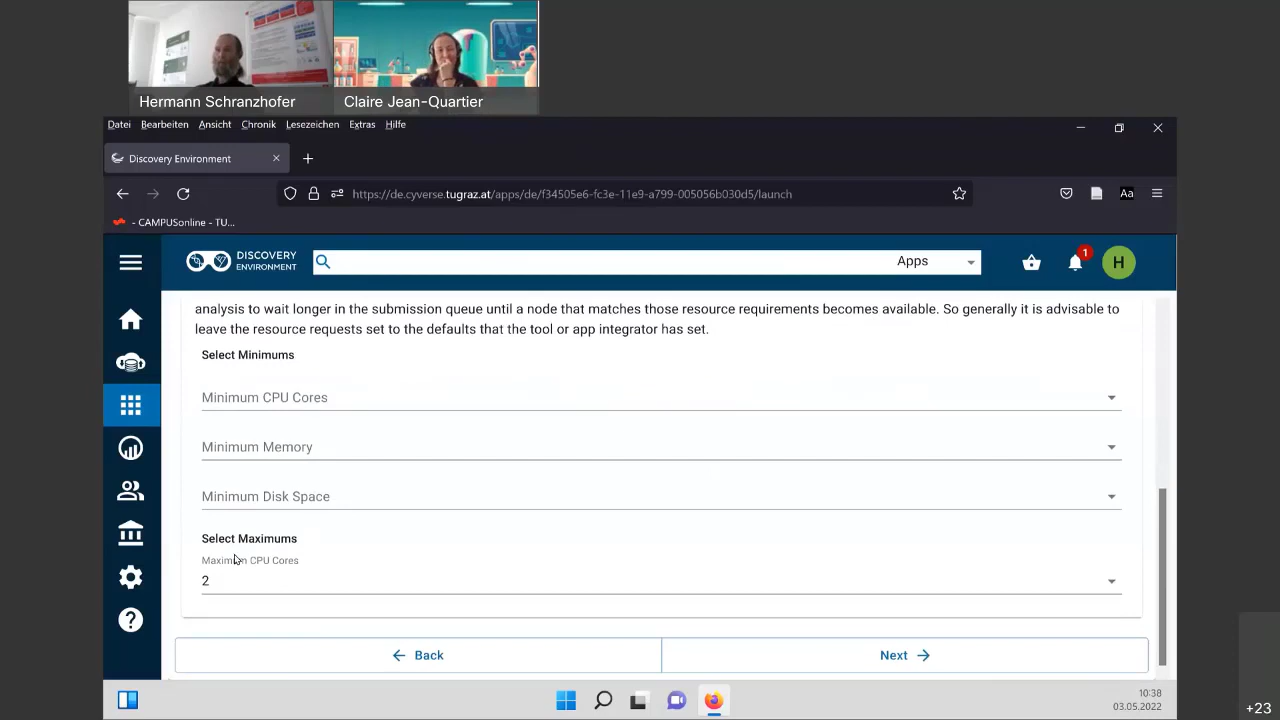 Hermann Schranzhofer
Claire Jean-Quartier
Datei Bearbeiten Ansicht Chronik Lesezeichen Extras Hilfe
Discovery Environment
https://de.cyverse.tugraz.at/apps/de/f34505e6-fc3e-11e9-a799-005056b030d5/launch
Aa
- CAMPUSonline - TU...
DISCOVERY
ENVIRONMENT
Apps
1
H
analysis to wait longer in the submission queue until a node that matches those resource requirements becomes available. So generally it is advisable to
leave the resource requests set to the defaults that the tool or app integrator has set.
Select Minimums
Minimum CPU Cores
Minimum Memory
Minimum Disk Space
Select Maximums
Maximum CPU Cores
2
Back
Next
10:38
03.05.2022
+23